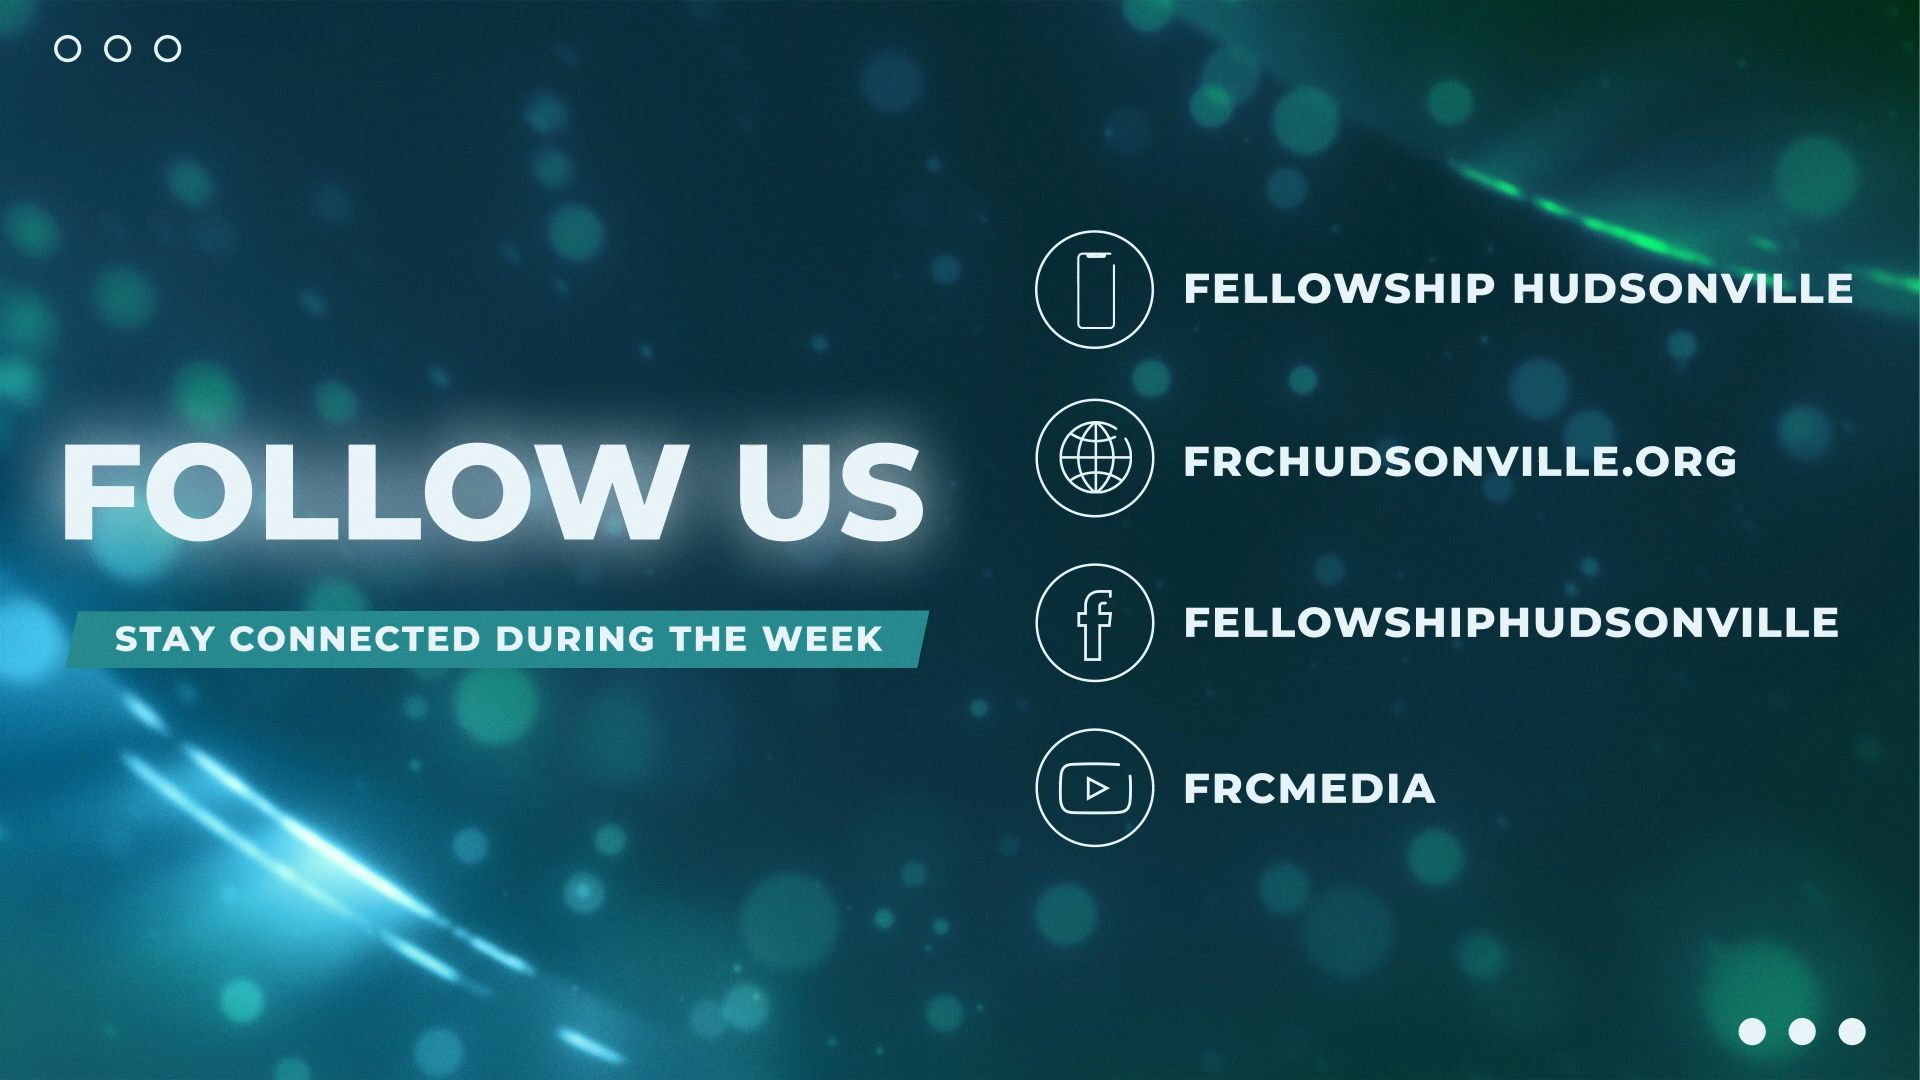 FOLLOW US
STAY CONNECTED DURING THE WEEK
FELLOWSHIP HUDSONVILLE
FRCHUDSONVILLE.ORG
FELLOWSHIPHUDSONVILLE
FRCMEDIA